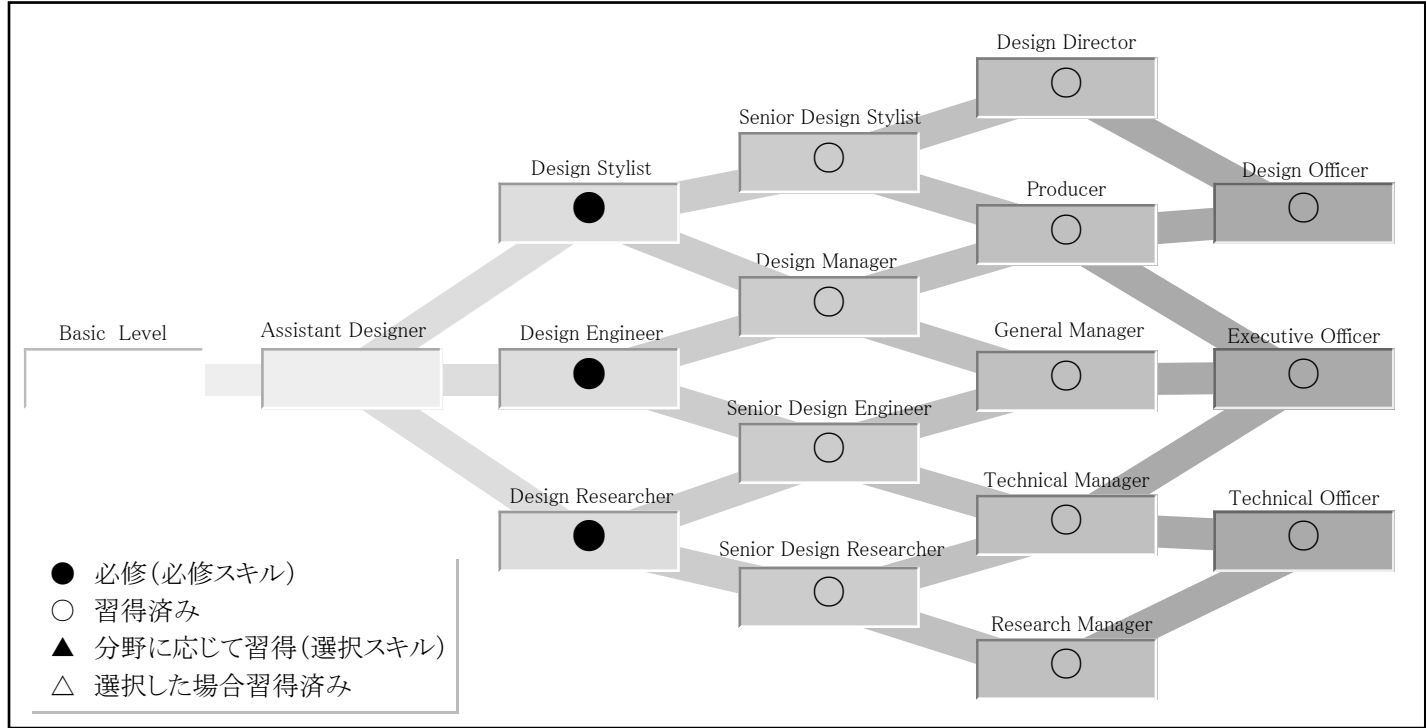 Design Director
Senior Design Stylist
Design Stylist
Design Officer
Producer
Design Manager
Basic Level
Assistant Designer
Design Engineer
General Manager
Executive Officer
Senior Design Engineer
Technical Manager
Design Researcher
Technical Officer
Senior Design Researcher
Research Manager
● 必修(必修スキル)
○ 習得済み
▲ 分野に応じて習得(選択スキル)
△ 選択した場合習得済み